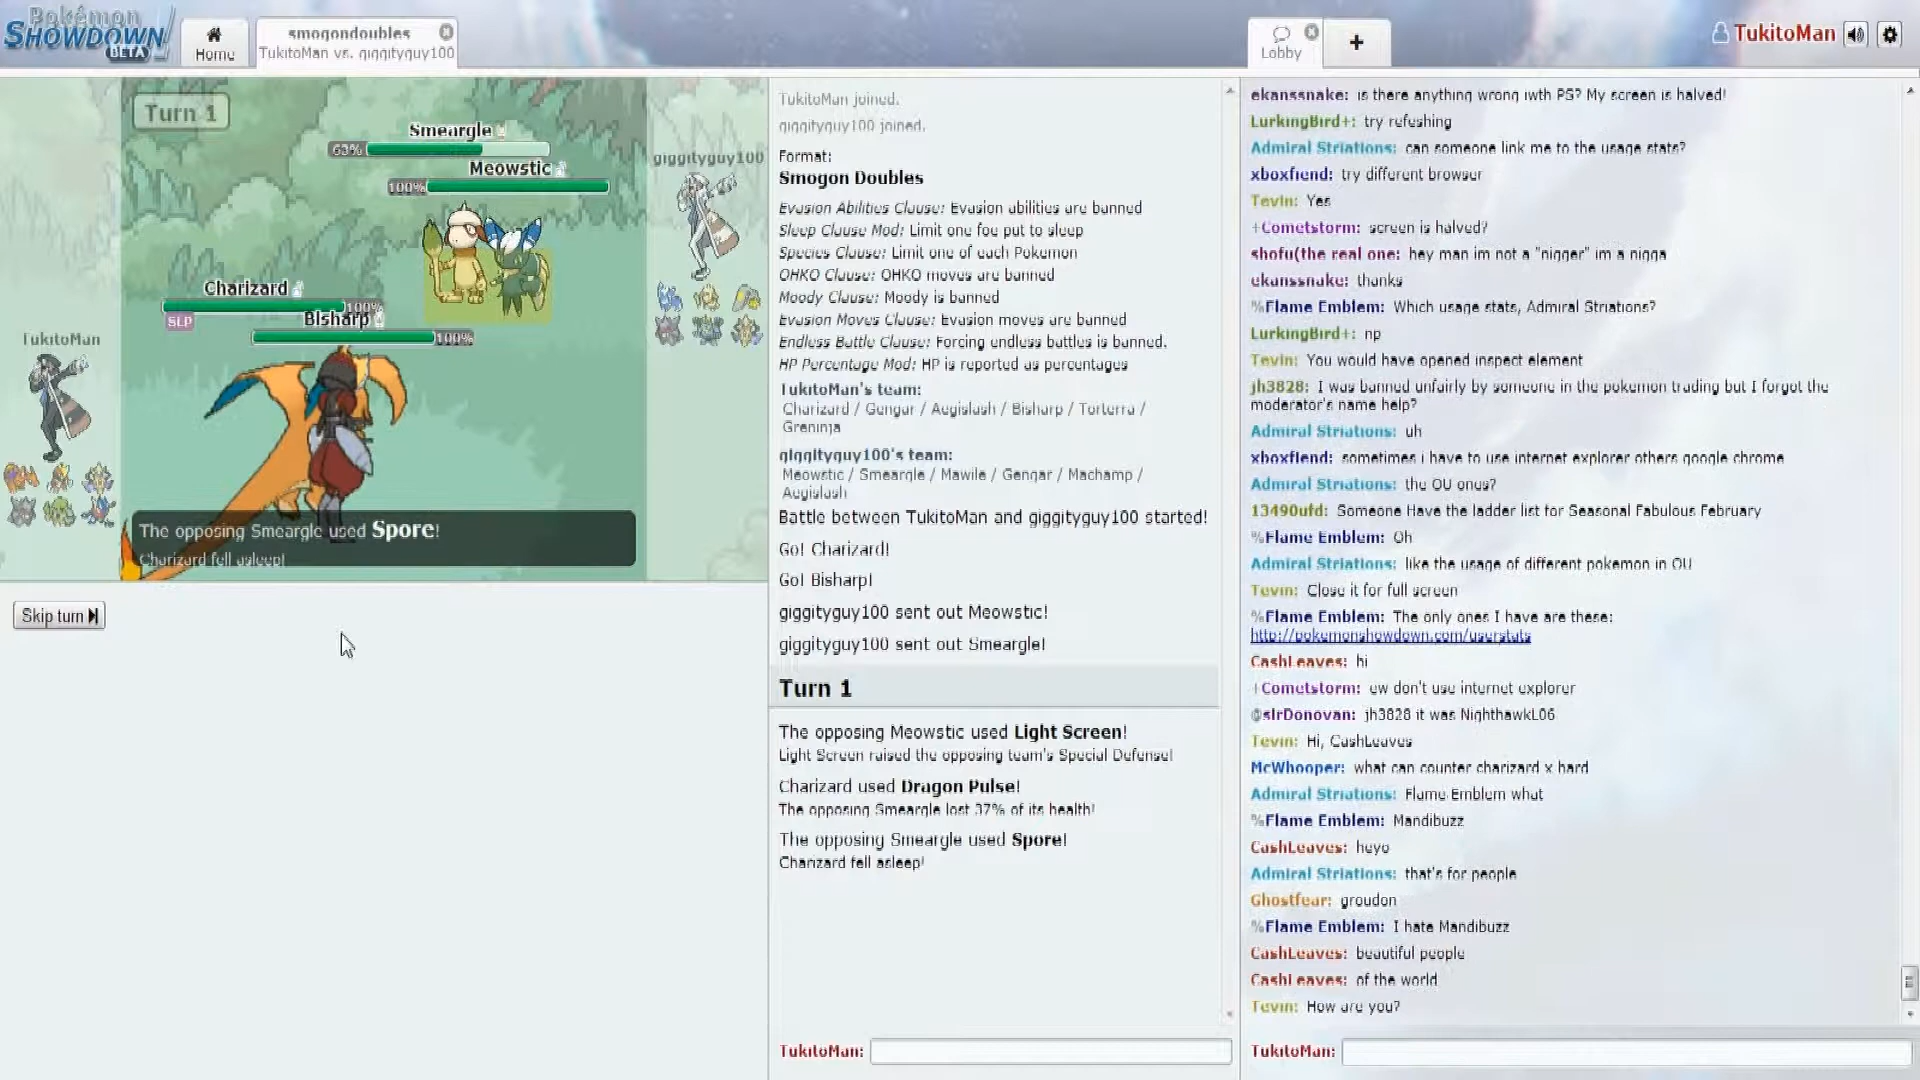 Pokémon
SHOWDOWN
BETA
Home
smogondoubles
TukitoMan vs. giggityguy100
Lobby
+
TukitoMan
Turn 1
Smeargle
63%
Meowstic
100%
giggityguy100
Charizard
100%
SLP
Bisharp
100%
TukitoMan
The opposing Smeargle used Spore!
Charizard fell asleep!
Skip turn
TukitoMan joined.
giggityguy100 joined.
Format:
Smogon Doubles
Evasion Abilities Clause: Evasion abilities are banned
Sleep Clause Mod: Limit one foe put to sleep
Species Clause: Limit one of each Pokemon
OHKO Clause: OHKO moves are banned
Moody Clause: Moody is banned
Evasion Moves Clause: Evasion moves are banned
Endless Battle Clause: Forcing endless battles is banned.
HP Percentage Mod: HP is reported as percentages
TukitoMan's team:
Charizard / Gengar / Aegislash / Bisharp / Torterra /
Greninja
giggityguy100's team:
Meowstic / Smeargle / Mawile / Gengar / Machamp /
Aegislash
Battle between TukitoMan and giggityguy100 started!
Go! Charizard!
Go! Bisharp!
giggityguy100 sent out Meowstic!
giggityguy100 sent out Smeargle!
Turn 1
The opposing Meowstic used Light Screen!
Light Screen raised the opposing team's Special Defense!
Charizard used Dragon Pulse!
The opposing Smeargle lost 37% of its health!
The opposing Smeargle used Spore!
Charizard fell asleep!
TukitoMan:
ekanssnake: is there anything wrong iwth PS? My screen is halved!
LurkingBird+: try refeshing
Admiral Striations: can someone link me to the usage stats?
xboxfiend: try different browser
Tevin: Yes
+Cometstorm: screen is halved?
shofu(the real one: hey man im not a "nigger" im a nigga
ekanssnake: thanks
%Flame Emblem: Which usage stats, Admiral Striations?
LurkingBird+: np
Tevin: You would have opened inspect element
jh3828: I was banned unfairly by someone in the pokemon trading but I forgot the
moderator's name help?
Admiral Striations: uh
xboxfiend: sometimes i have to use internet explorer others google chrome
Admiral Striations: the OU ones?
13490ufd: Someone Have the ladder list for Seasonal Fabulous February
%Flame Emblem: Oh
Admiral Striations: like the usage of different pokemon in OU
Tevin: Close it for full screen
%Flame Emblem: The only ones I have are these:
http://pokemonshowdown.com/userstats
CashLeaves: hi
+Cometstorm: ew don't use internet explorer
@sirDonovan: jh3828 it was NighthawkL06
Tevin: Hi, CashLeaves
McWhooper: what can counter charizard x hard
Admiral Striations: Flame Emblem what
%Flame Emblem: Mandibuzz
CashLeaves: heyo
Admiral Striations: that's for people
Ghostfear: groudon
%Flame Emblem: I hate Mandibuzz
CashLeaves: beautiful people
CashLeaves: of the world
Tevin: How are you?
TukitoMan: